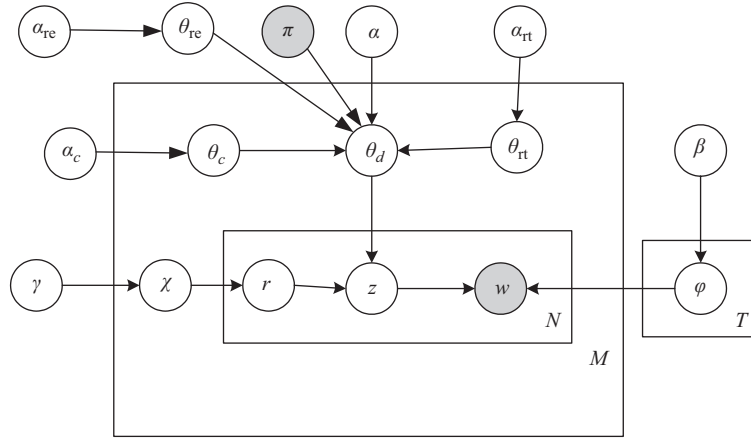 α_re θ_re π α α_rt
α_c θ_c θ_d θ_rt β
γ χ r z w φ
N T
M